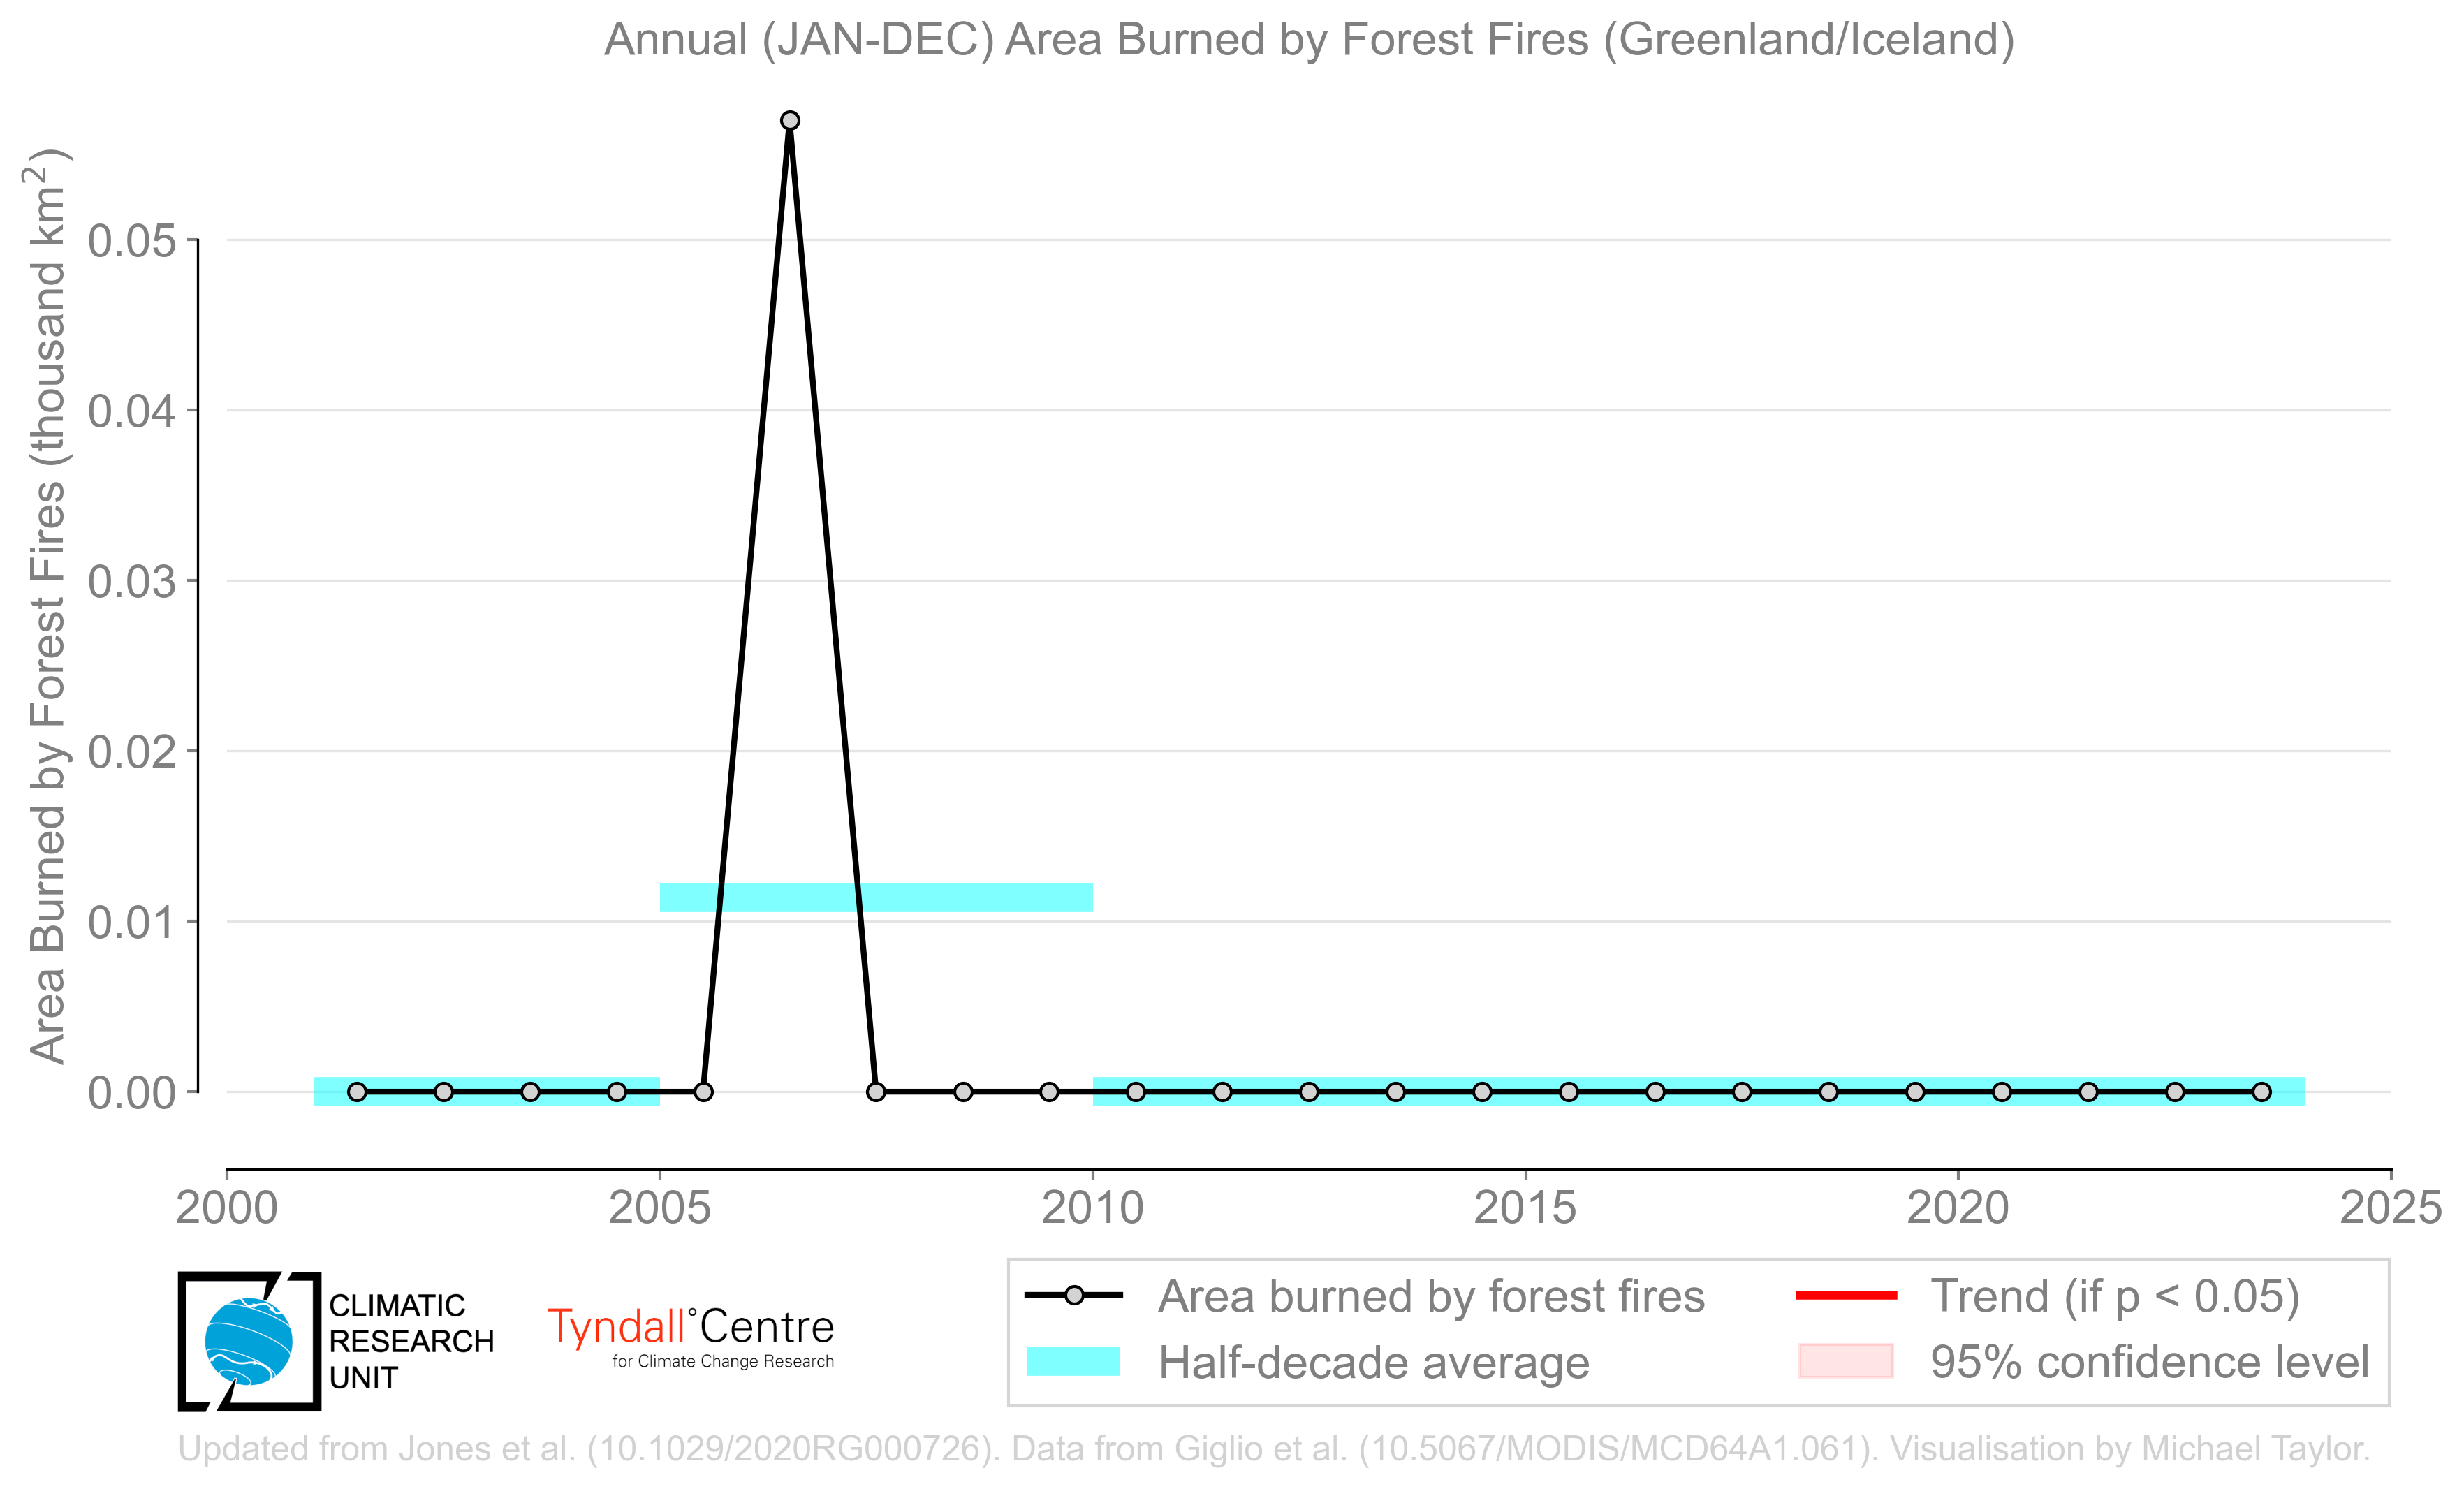 Annual (JAN-DEC) Area Burned by Forest Fires (Greenland/Iceland)
Area Burned by Forest Fires (thousand km²)
0.05
0.04
0.03
0.02
0.01
0.00
2000 2005 2010 2015 2020 2025
CLIMATIC
RESEARCH
UNIT
Tyndall°Centre
for Climate Change Research
Area burned by forest fires
Half-decade average
Trend (if p < 0.05)
95% confidence level
Updated from Jones et al. (10.1029/2020RG000726). Data from Giglio et al. (10.5067/MODIS/MCD64A1.061). Visualisation by Michael Taylor.